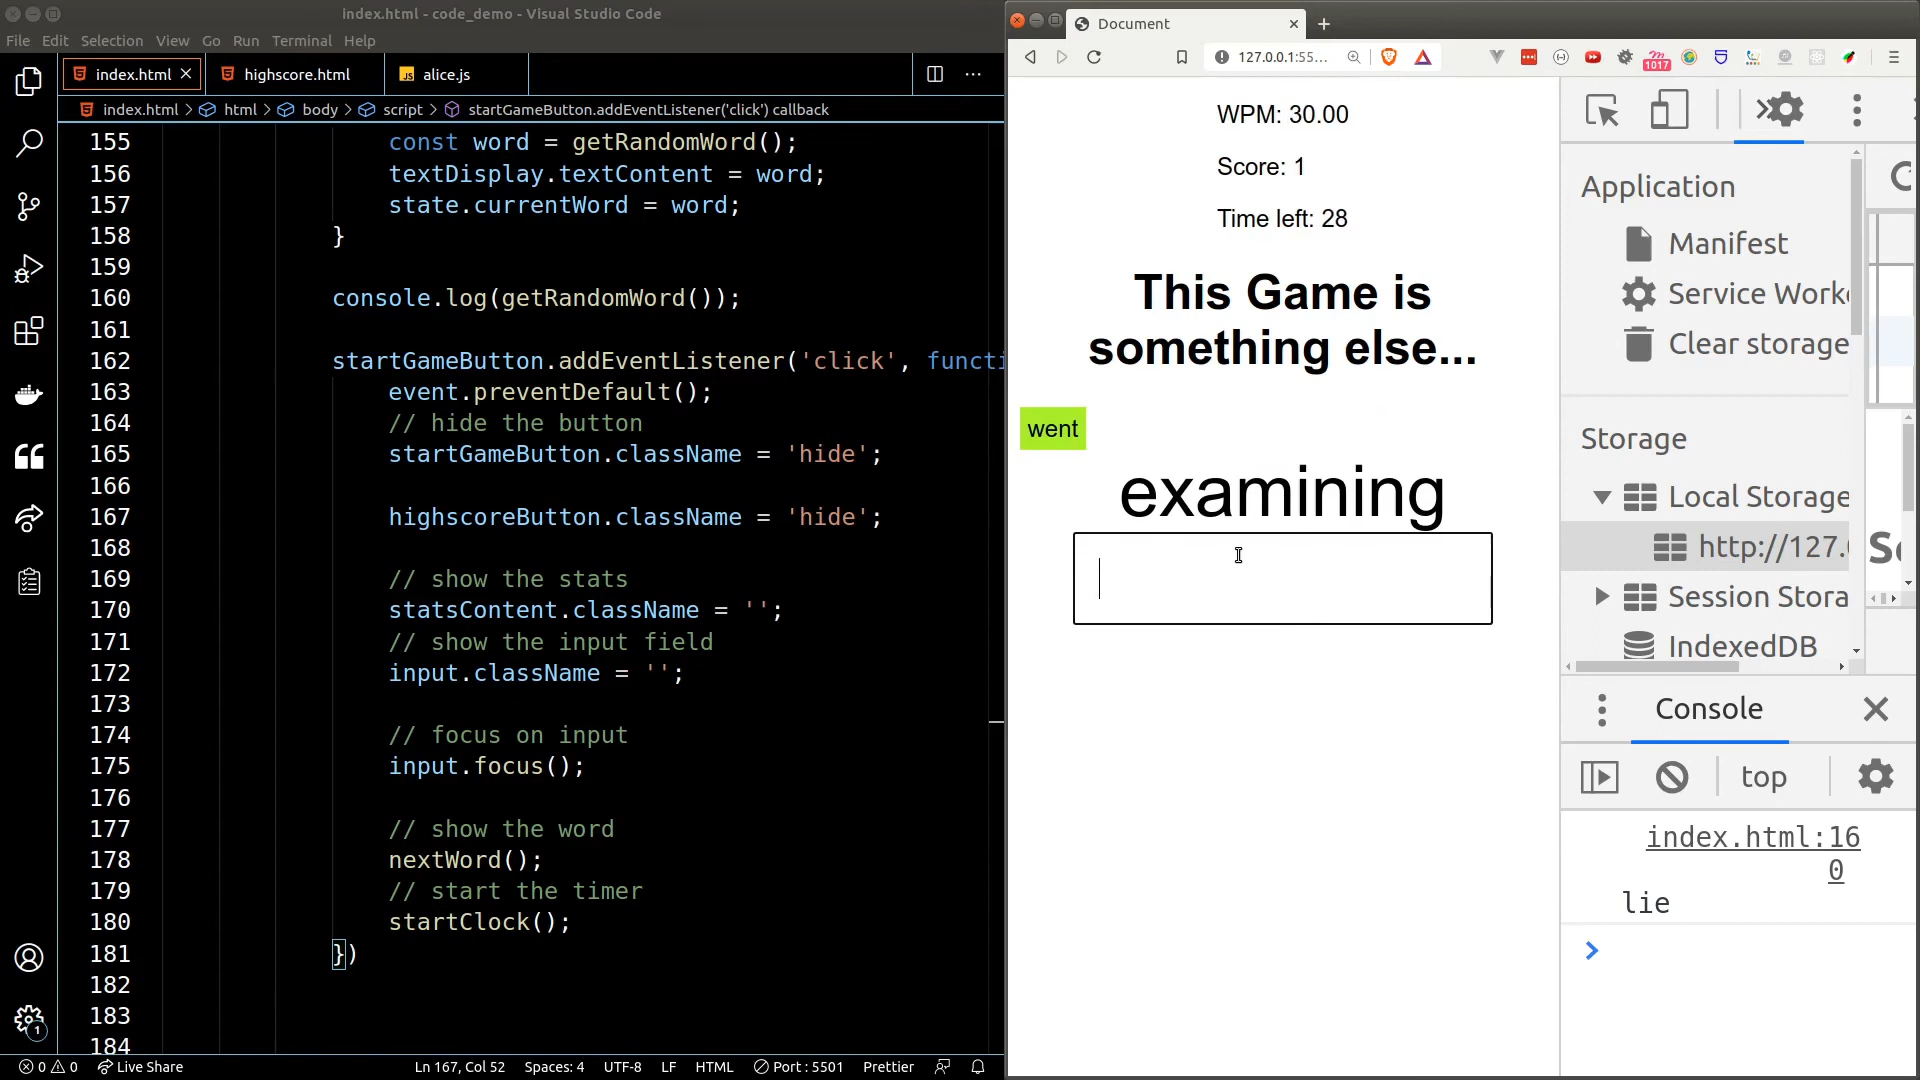 index.html - code_demo - Visual Studio Code
File Edit Selection View Go Run Terminal Help
index.html highscore.html JS alice.js
index.html > html > body > script > startGameButton.addEventListener('click') callback
155 const word = getRandomWord();
156 textDisplay.textContent = word;
157 state.currentWord = word;
158 }
159
160 console.log(getRandomWord());
161
162 startGameButton.addEventListener('click', functi
163 event.preventDefault();
164 // hide the button
165 startGameButton.className = 'hide';
166
167 highscoreButton.className = 'hide';
168
169 // show the stats
170 statsContent.className = '';
171 // show the input field
172 input.className = '';
173
174 // focus on input
175 input.focus();
176
177 // show the word
178 nextWord();
179 // start the timer
180 startClock();
181 })
182
183
184
1
0 0 Live Share Ln 167, Col 52 Spaces: 4 UTF-8 LF HTML Port : 5501 Prettier
Document
127.0.0.1:55... 1017
WPM: 30.00
Score: 1
Time left: 28
This Game is
something else...
went
examining
Application
Manifest
Service Work
Clear storage
Storage
Local Storage
http://127.
Session Stora
IndexedDB
Console
top
index.html:16
0
lie